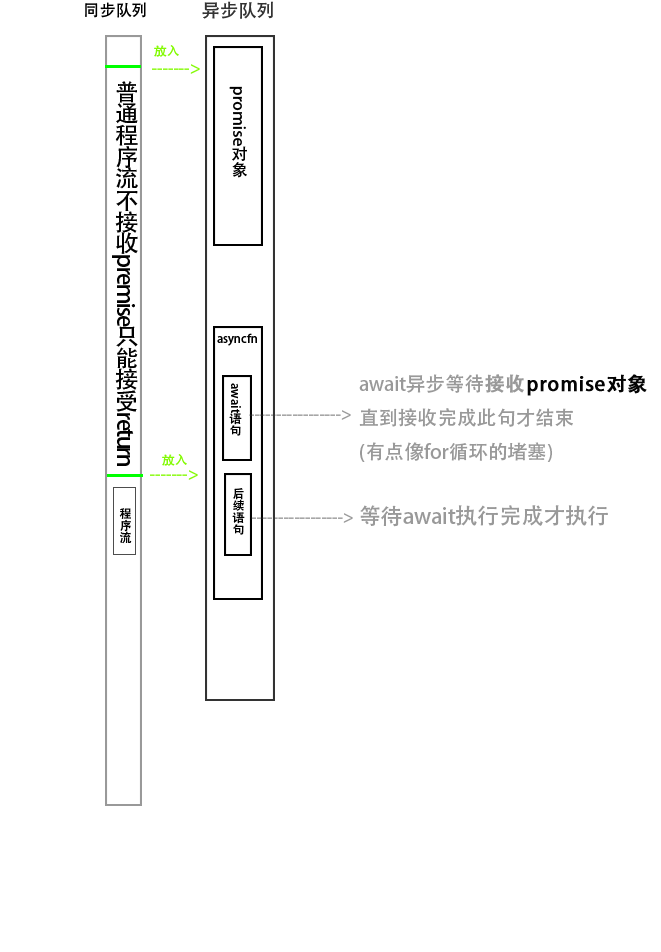 同步队列
异步队列
放入
普通程序流不接收premise只能接受return
promise对象
asyncfn
await语句
await异步等待接收promise对象
直到接收完成此句才结束
(有点像for循环的堵塞)
放入
程序流
后续语句
等待await执行完成才执行